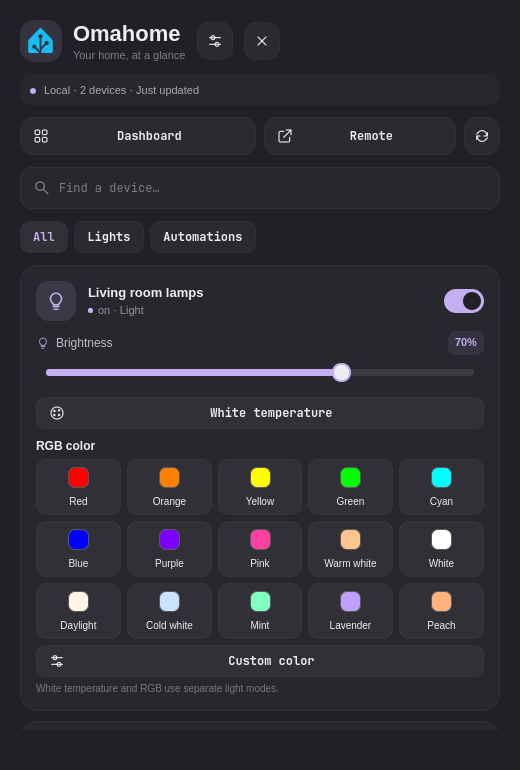 Omahome
Your home, at a glance
Local · 2 devices · Just updated
Dashboard
Remote
Find a device…
All
Lights
Automations
Living room lamps
on · Light
Brightness
70%
White temperature
RGB color
Red
Orange
Yellow
Green
Cyan
Blue
Purple
Pink
Warm white
White
Daylight
Cold white
Mint
Lavender
Peach
Custom color
White temperature and RGB use separate light modes.